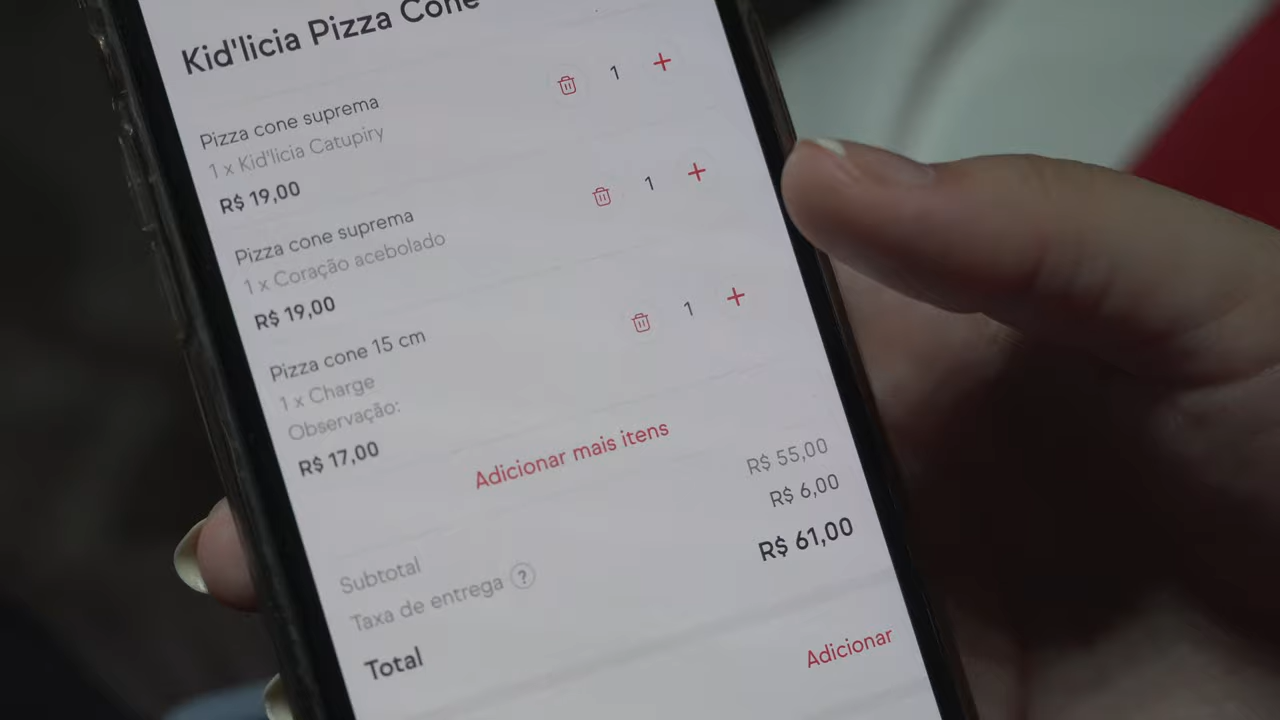 Kid'licia Pizza Cone
Pizza cone suprema
1 x Kid'licia Catupiry
R$ 19,00
1
Pizza cone suprema
1 x Coração acebolado
R$ 19,00
1
Pizza cone 15 cm
1 x Charge
Observação:
R$ 17,00
1
Adicionar mais itens
Subtotal R$ 55,00
Taxa de entrega ? R$ 6,00
Total R$ 61,00
Adicionar